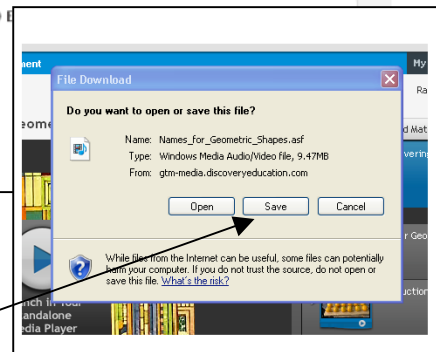 ment
My
File Download
Ra
Do you want to open or save this file?
eome
d Mat
Name: Names_for_Geometric_Shapes.asf
vering
Type: Windows Media Audio/Video file, 9.47MB
From: gtm-media.discoveryeducation.com
Open Save Cancel
r Geo
While files from the Internet can be useful, some files can potentially
harm your computer. If you do not trust the source, do not open or
save this file. What's the risk?
uction
nch in Your
tandalone
edia Player